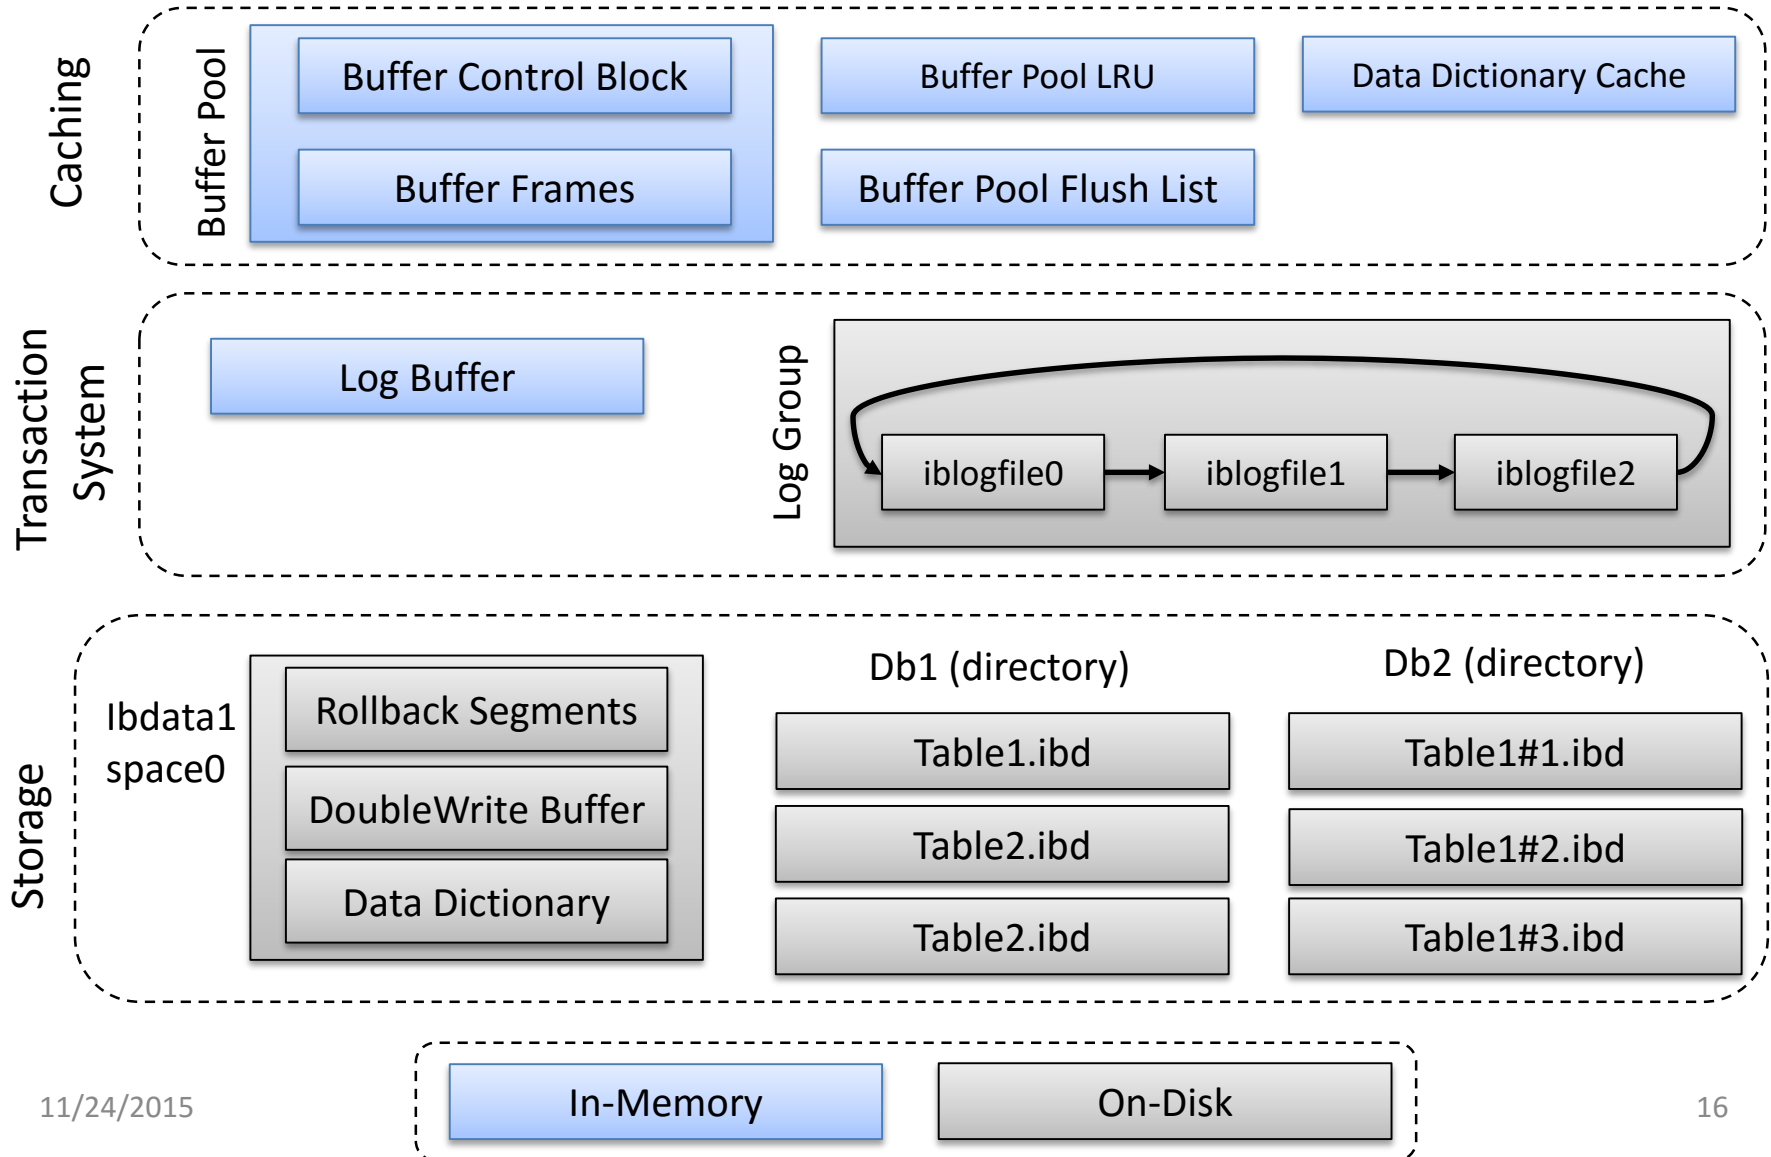 Caching
Buffer Pool
Buffer Control Block
Buffer Frames
Buffer Pool LRU
Buffer Pool Flush List
Data Dictionary Cache
Transaction
System
Log Buffer
Log Group
iblogfile0
iblogfile1
iblogfile2
Storage
Ibdata1
space0
Rollback Segments
DoubleWrite Buffer
Data Dictionary
Db1 (directory)
Table1.ibd
Table2.ibd
Table2.ibd
Db2 (directory)
Table1#1.ibd
Table1#2.ibd
Table1#3.ibd
11/24/2015
In-Memory
On-Disk
16